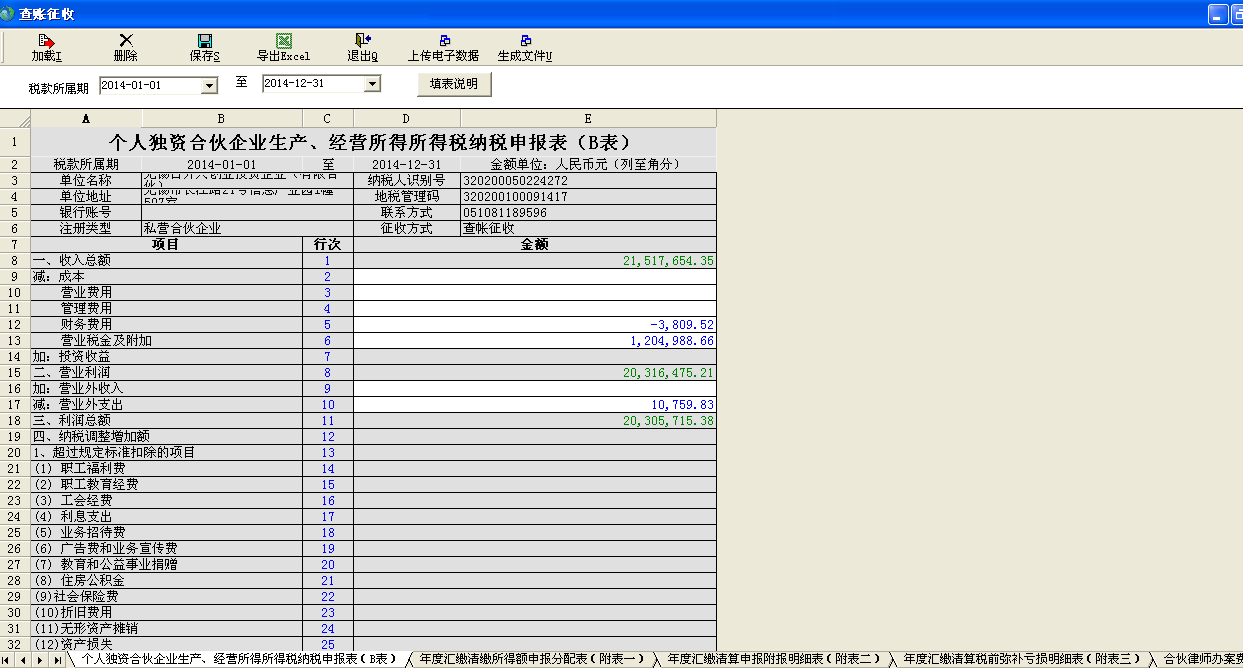 查账征收
加载I 删除 保存S 导出Excel 退出Q 上传电子数据 生成文件U
税款所属期 2014-01-01 至 2014-12-31 填表说明
A B C D E
1 个人独资合伙企业生产、经营所得所得税纳税申报表（B表）
2 税款所属期 2014-01-01 至 2014-12-31 金额单位：人民币元（列至角分）
3 单位名称 纳税人识别号 320200050224272
4 单位地址 地税管理码 320200100091417
5 银行账号 联系方式 051081189596
6 注册类型 私营合伙企业 征收方式 查帐征收
7 项目 行次 金额
8 一、收入总额 1 21,517,654.35
9 减：成本 2
10 营业费用 3
11 管理费用 4
12 财务费用 5 -3,809.52
13 营业税金及附加 6 1,204,988.66
14 加：投资收益 7
15 二、营业利润 8 20,316,475.21
16 加：营业外收入 9
17 减：营业外支出 10 10,759.83
18 三、利润总额 11 20,305,715.38
19 四、纳税调整增加额 12
20 1、超过规定标准扣除的项目 13
21 (1) 职工福利费 14
22 (2) 职工教育经费 15
23 (3) 工会经费 16
24 (4) 利息支出 17
25 (5) 业务招待费 18
26 (6) 广告费和业务宣传费 19
27 (7) 教育和公益事业捐赠 20
28 (8) 住房公积金 21
29 (9)社会保险费 22
30 (10)折旧费用 23
31 (11)无形资产摊销 24
32 (12)资产损失 25
个人独资合伙企业生产、经营所得所得税纳税申报表（B表） 年度汇缴清缴所得额申报分配表（附表一） 年度汇缴清算申报附报明细表（附表二） 年度汇缴清算税前弥补亏损明细表（附表三） 合伙律师办案